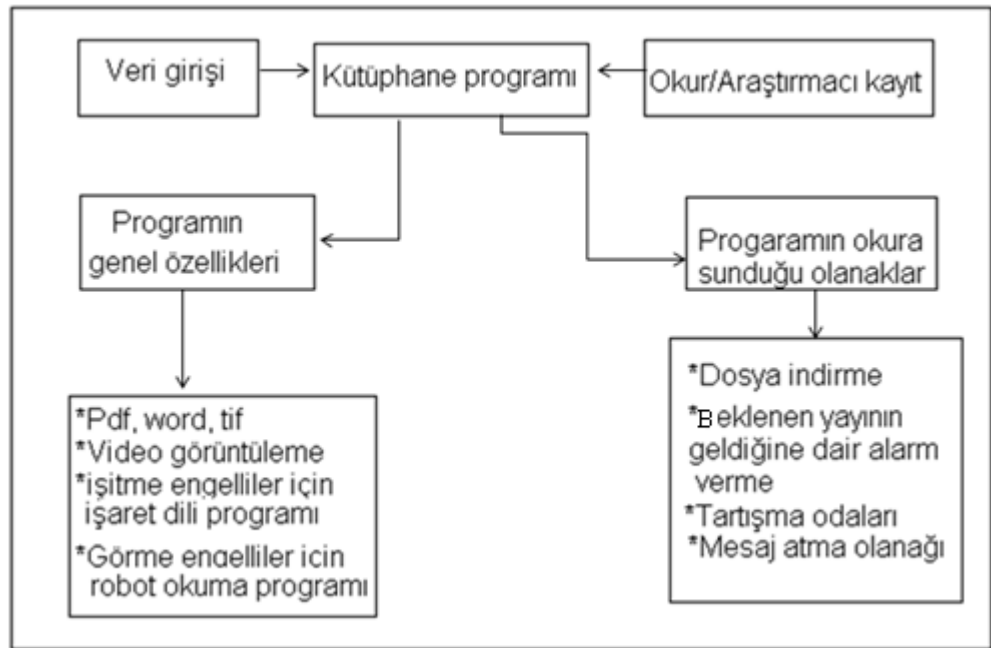 Veri girişi
Kütüphane programı
Okur/Araştırmacı kayıt
Programın
genel özellikleri
Progaramın okura
sunduğu olanaklar
*Pdf, word, tif
*Video görüntüleme
*işitme engelliler için
işaret dili programı
*Görme engelliler için
robot okuma programı
*Dosya indirme
*Beklenen yayının
geldiğine dair alarm
verme
*Tartışma odaları
*Mesaj atma olanağı